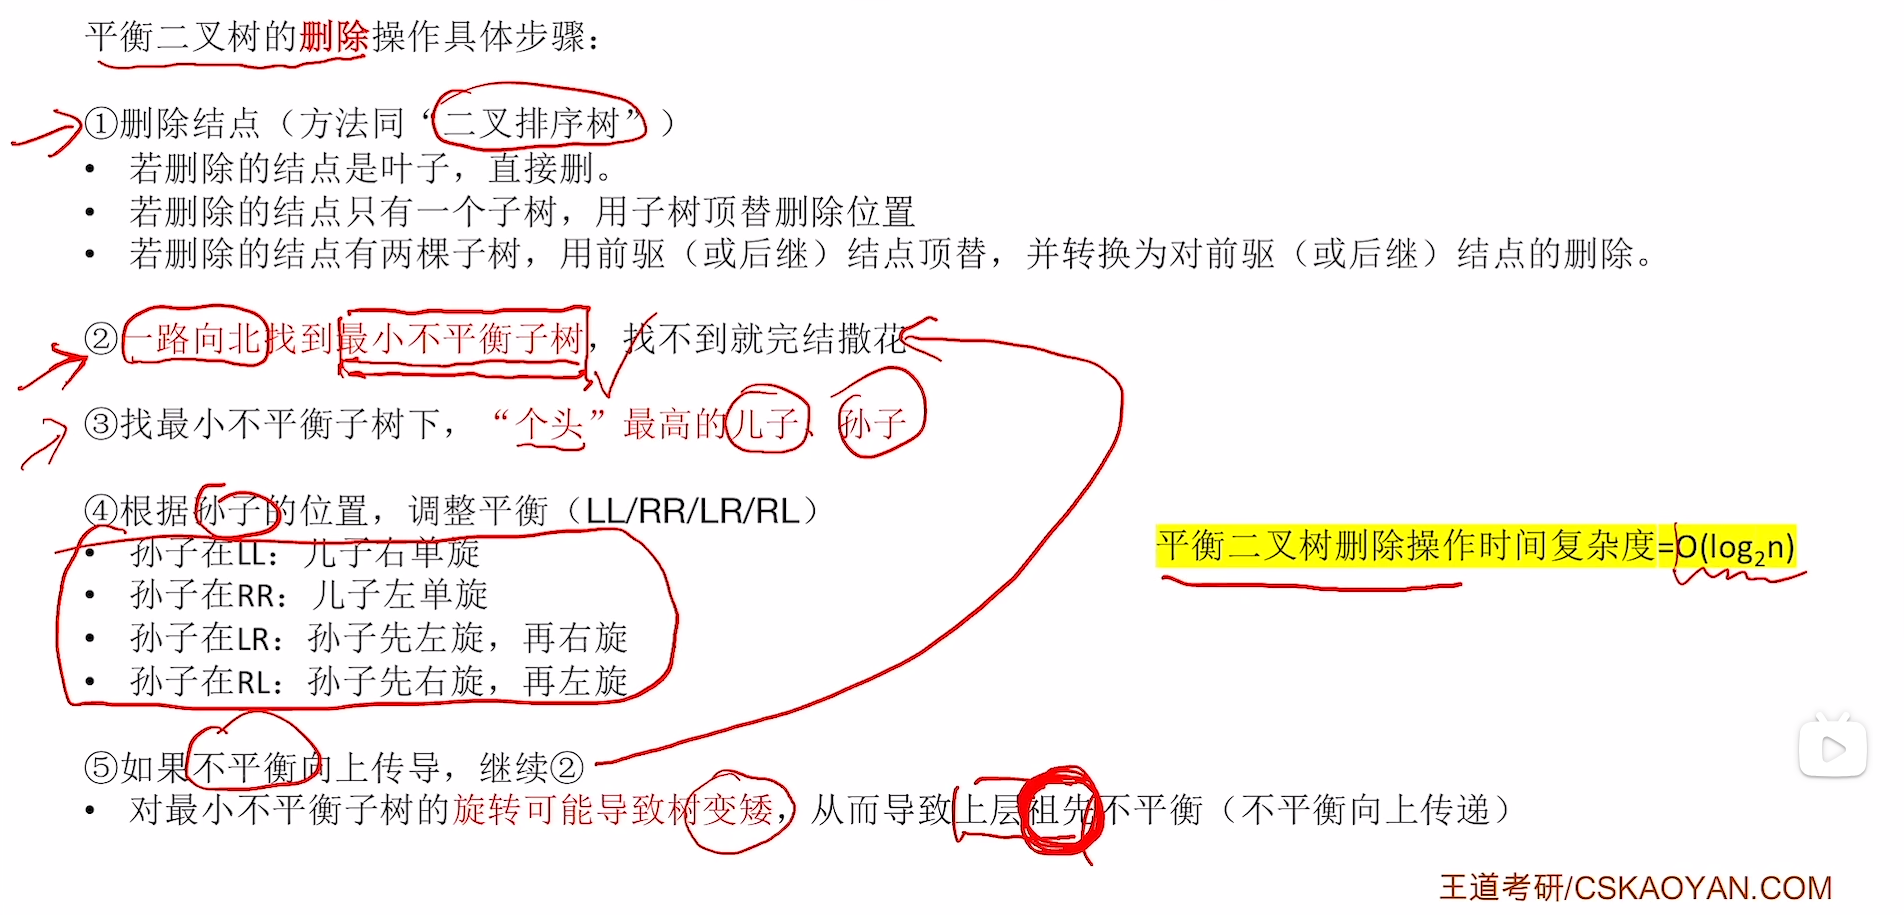 平衡二叉树的删除操作具体步骤：
①删除结点（方法同“二叉排序树”）
• 若删除的结点是叶子，直接删。
• 若删除的结点只有一个子树，用子树顶替删除位置
• 若删除的结点有两棵子树，用前驱（或后继）结点顶替，并转换为对前驱（或后继）结点的删除。
②一路向北找到最小不平衡子树，找不到就完结撒花
③找最小不平衡子树下，“个头”最高的儿子、孙子
④根据孙子的位置，调整平衡（LL/RR/LR/RL）
• 孙子在LL：儿子右单旋
• 孙子在RR：儿子左单旋
• 孙子在LR：孙子先左旋，再右旋
• 孙子在RL：孙子先右旋，再左旋
平衡二叉树删除操作时间复杂度=O(log₂n)
⑤如果不平衡向上传导，继续②
• 对最小不平衡子树的旋转可能导致树变矮，从而导致上层祖先不平衡（不平衡向上传递）
王道考研/CSKAOYAN.COM